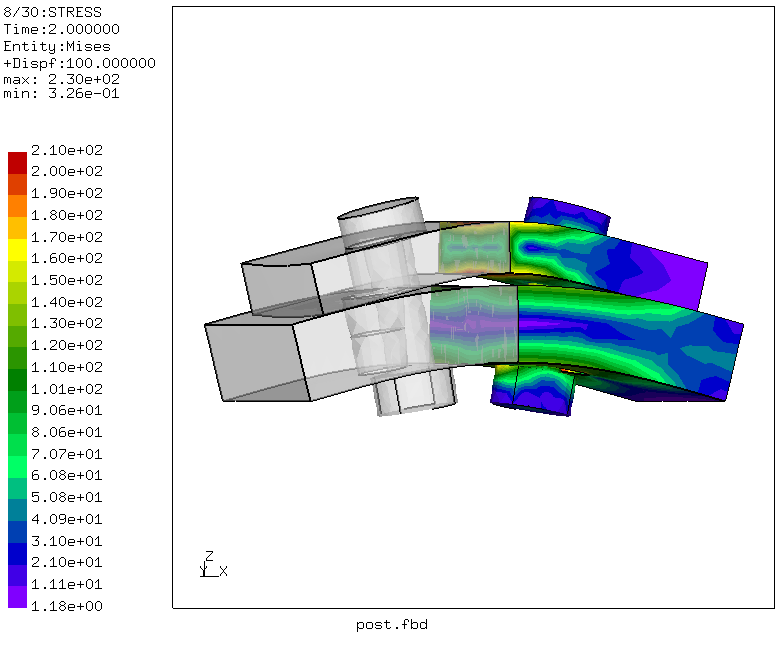 8/30:STRESS
Time:2.000000
Entity:Mises
+Dispf:100.000000
max: 2.30e+02
min: 3.26e-01
2.10e+02
2.00e+02
1.90e+02
1.80e+02
1.70e+02
1.60e+02
1.50e+02
1.40e+02
1.30e+02
1.20e+02
1.10e+02
1.01e+02
9.06e+01
8.06e+01
7.07e+01
6.08e+01
5.08e+01
4.09e+01
3.10e+01
2.10e+01
1.11e+01
1.18e+00
Z
Y X
post.fbd